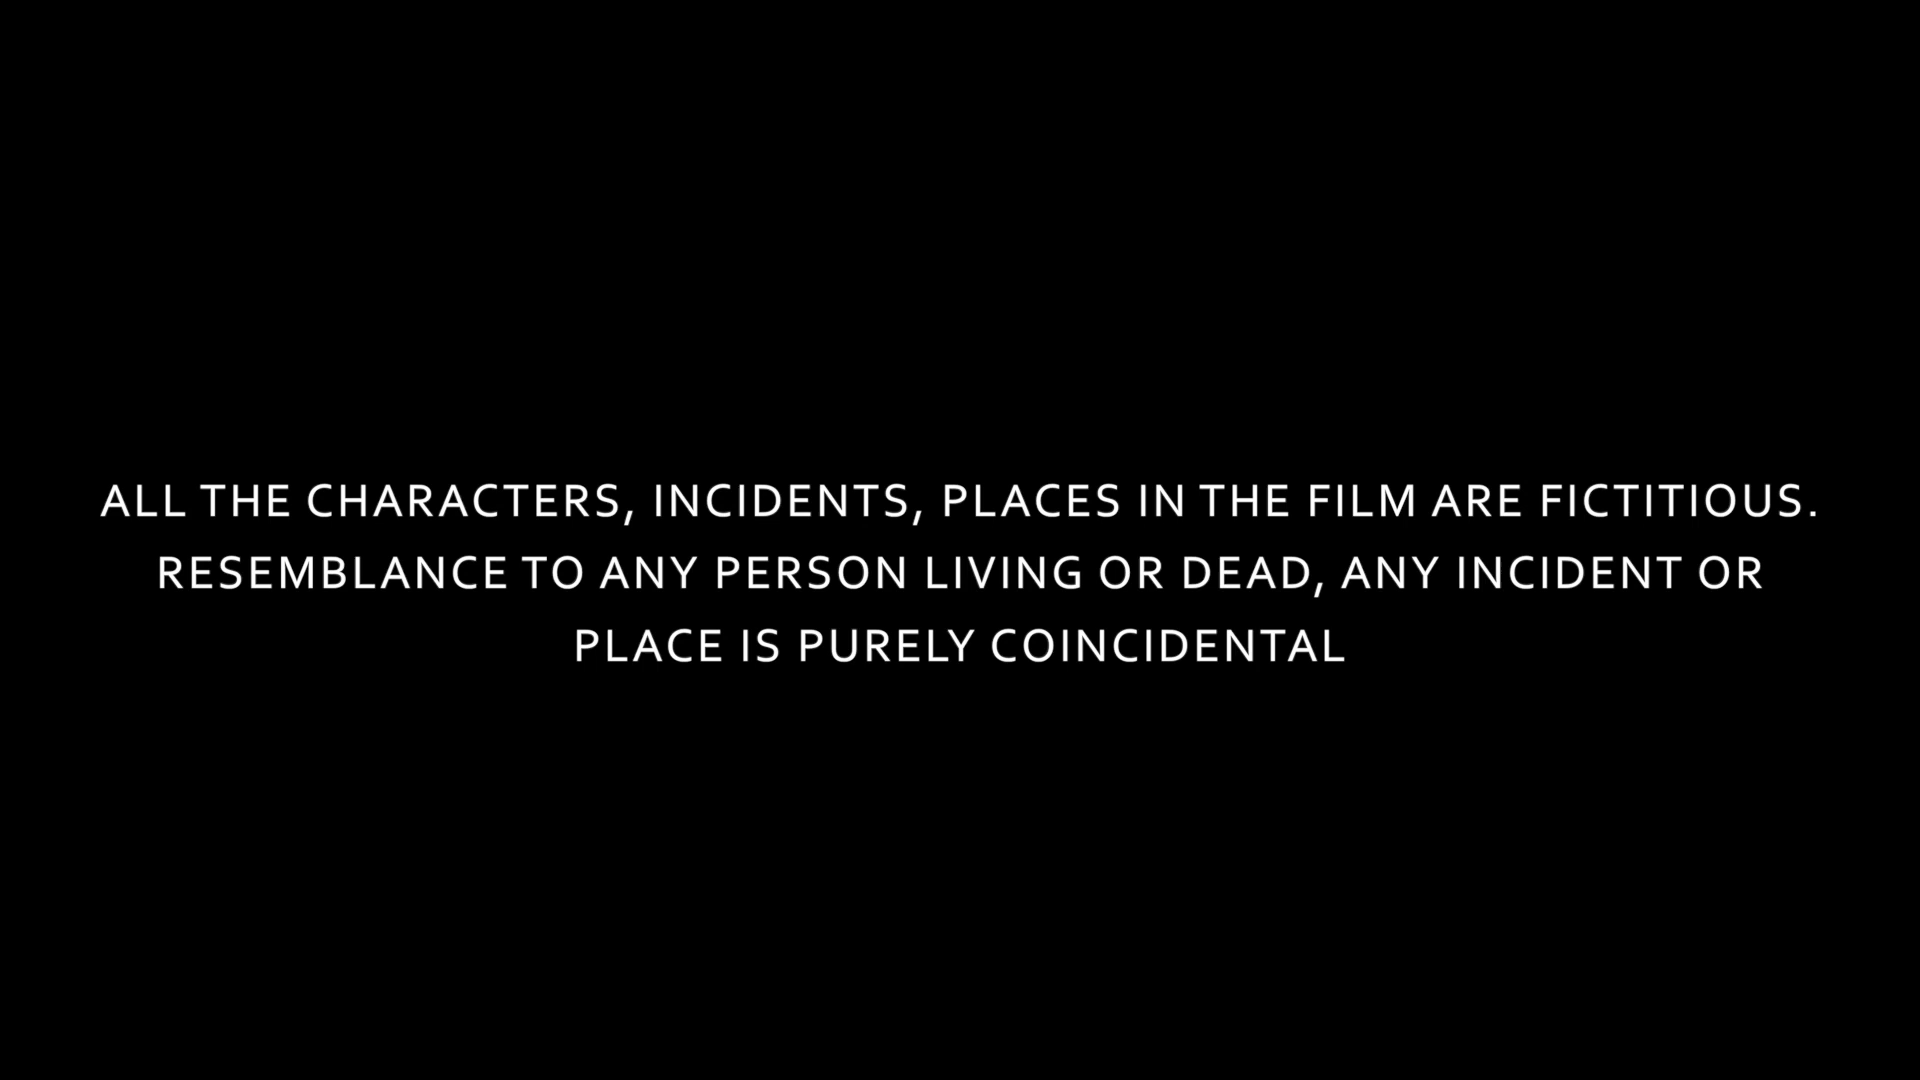 ALL THE CHARACTERS, INCIDENTS, PLACES IN THE FILM ARE FICTITIOUS.
RESEMBLANCE TO ANY PERSON LIVING OR DEAD, ANY INCIDENT OR
PLACE IS PURELY COINCIDENTAL